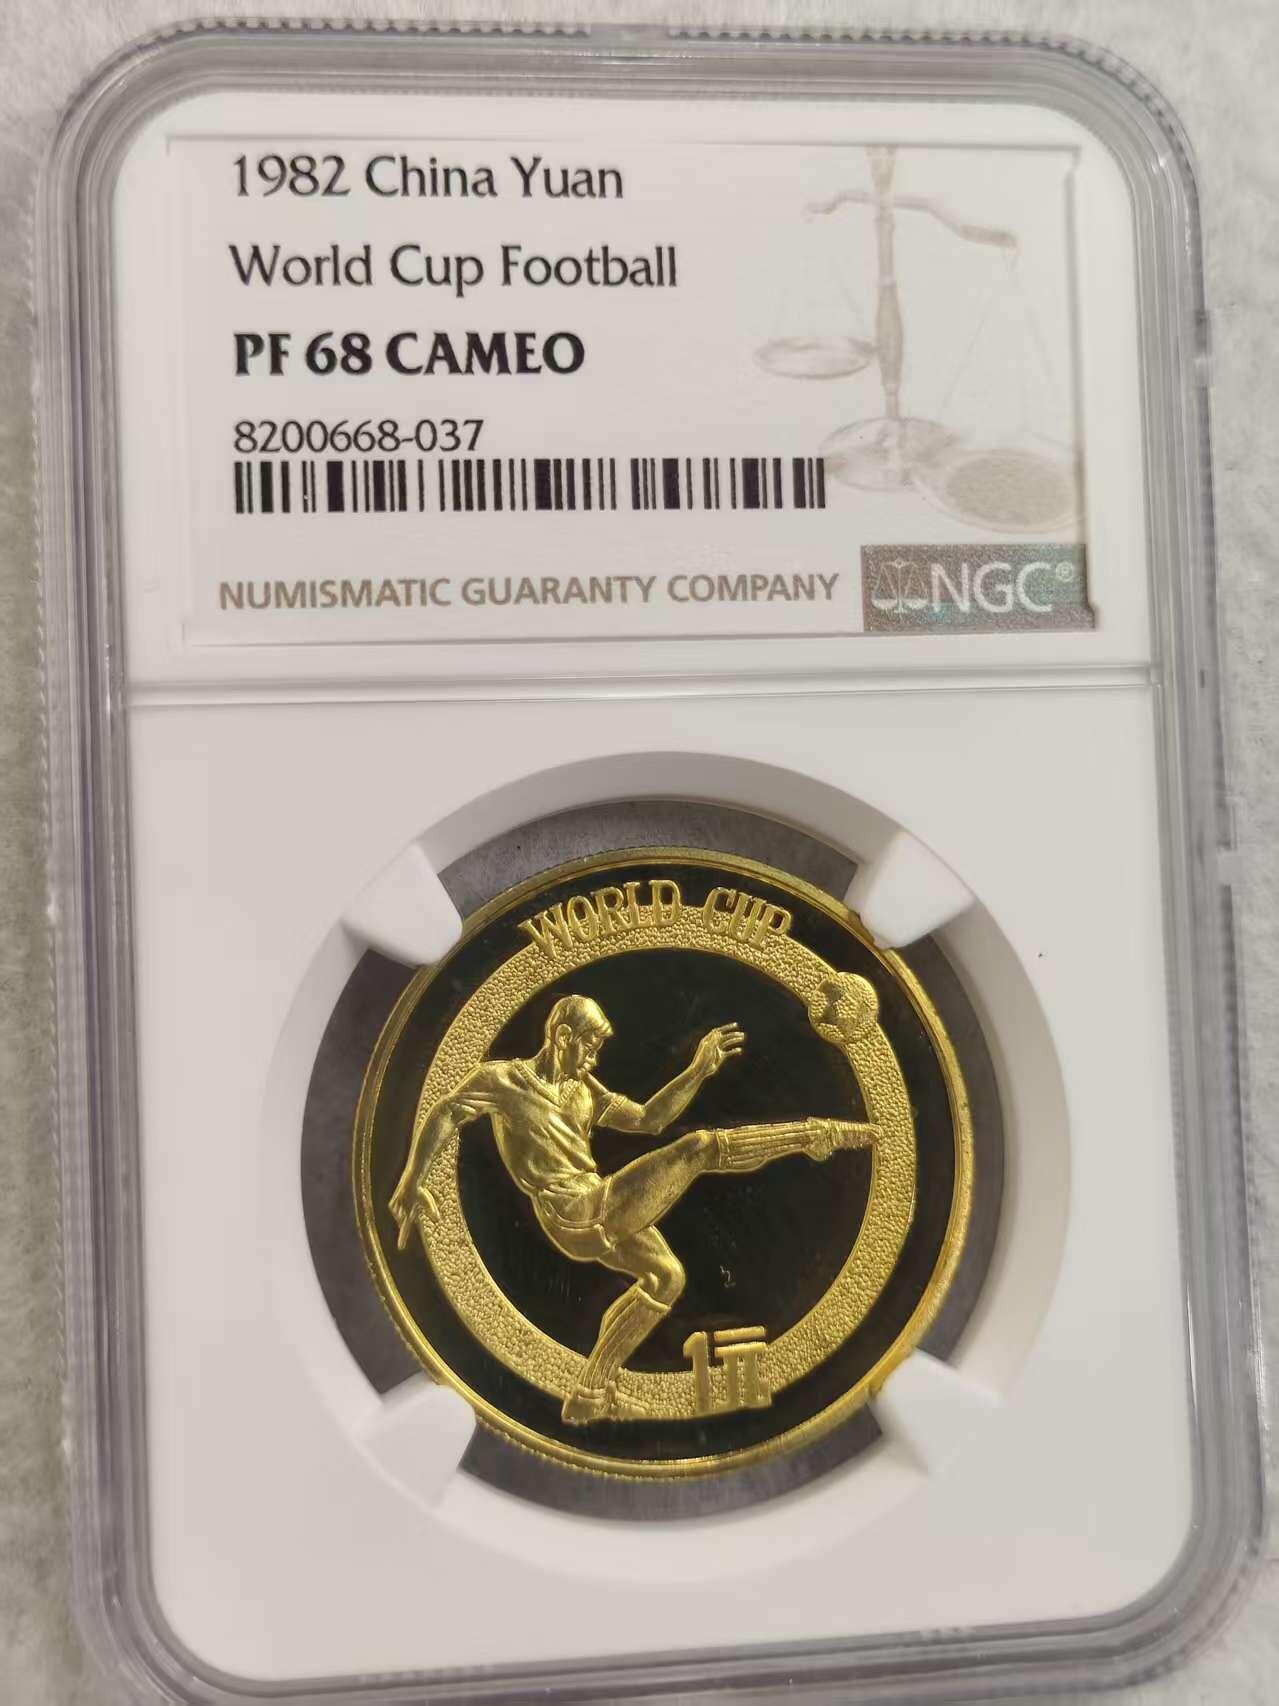 1982 China Yuan
World Cup Football
PF 68 CAMEO
8200668-037
NUMISMATIC GUARANTY COMPANY
NGC®
WORLD CUP
1元